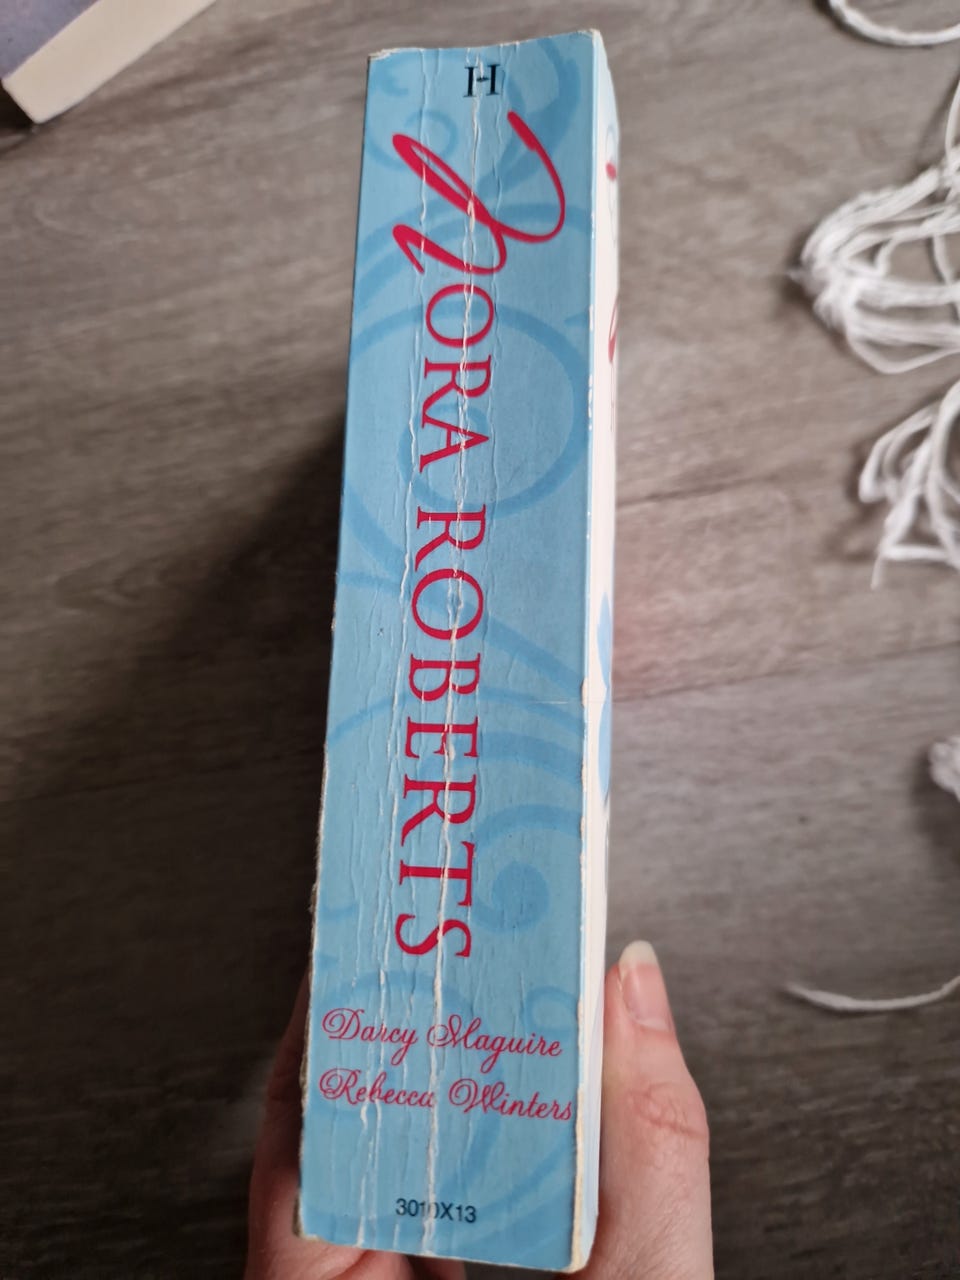 H
NORA ROBERTS
Darcy Maguire
Rebecca Winters
3010X13